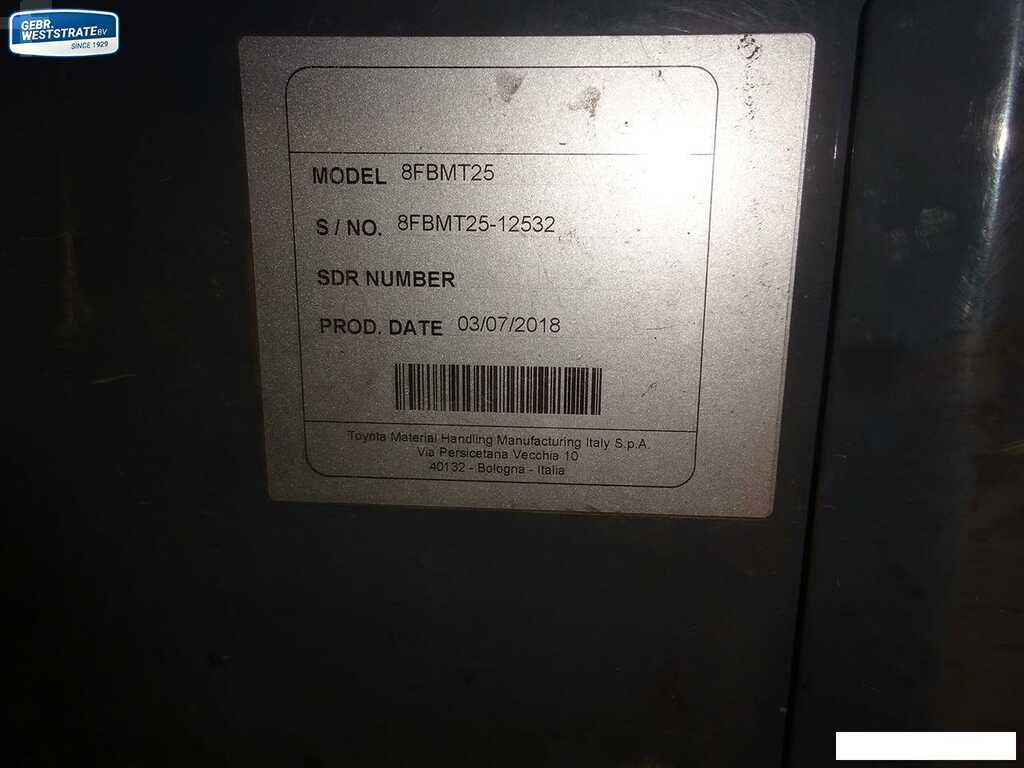 GEBR.
WESTSTRATE BV
SINCE 1929
MODEL 8FBMT25
S / NO. 8FBMT25-12532
SDR NUMBER
PROD. DATE 03/07/2018
Toyota Material Handling Manufacturing Italy S.p.A.
Via Persicetana Vecchia 10
40132 - Bologna - Italia